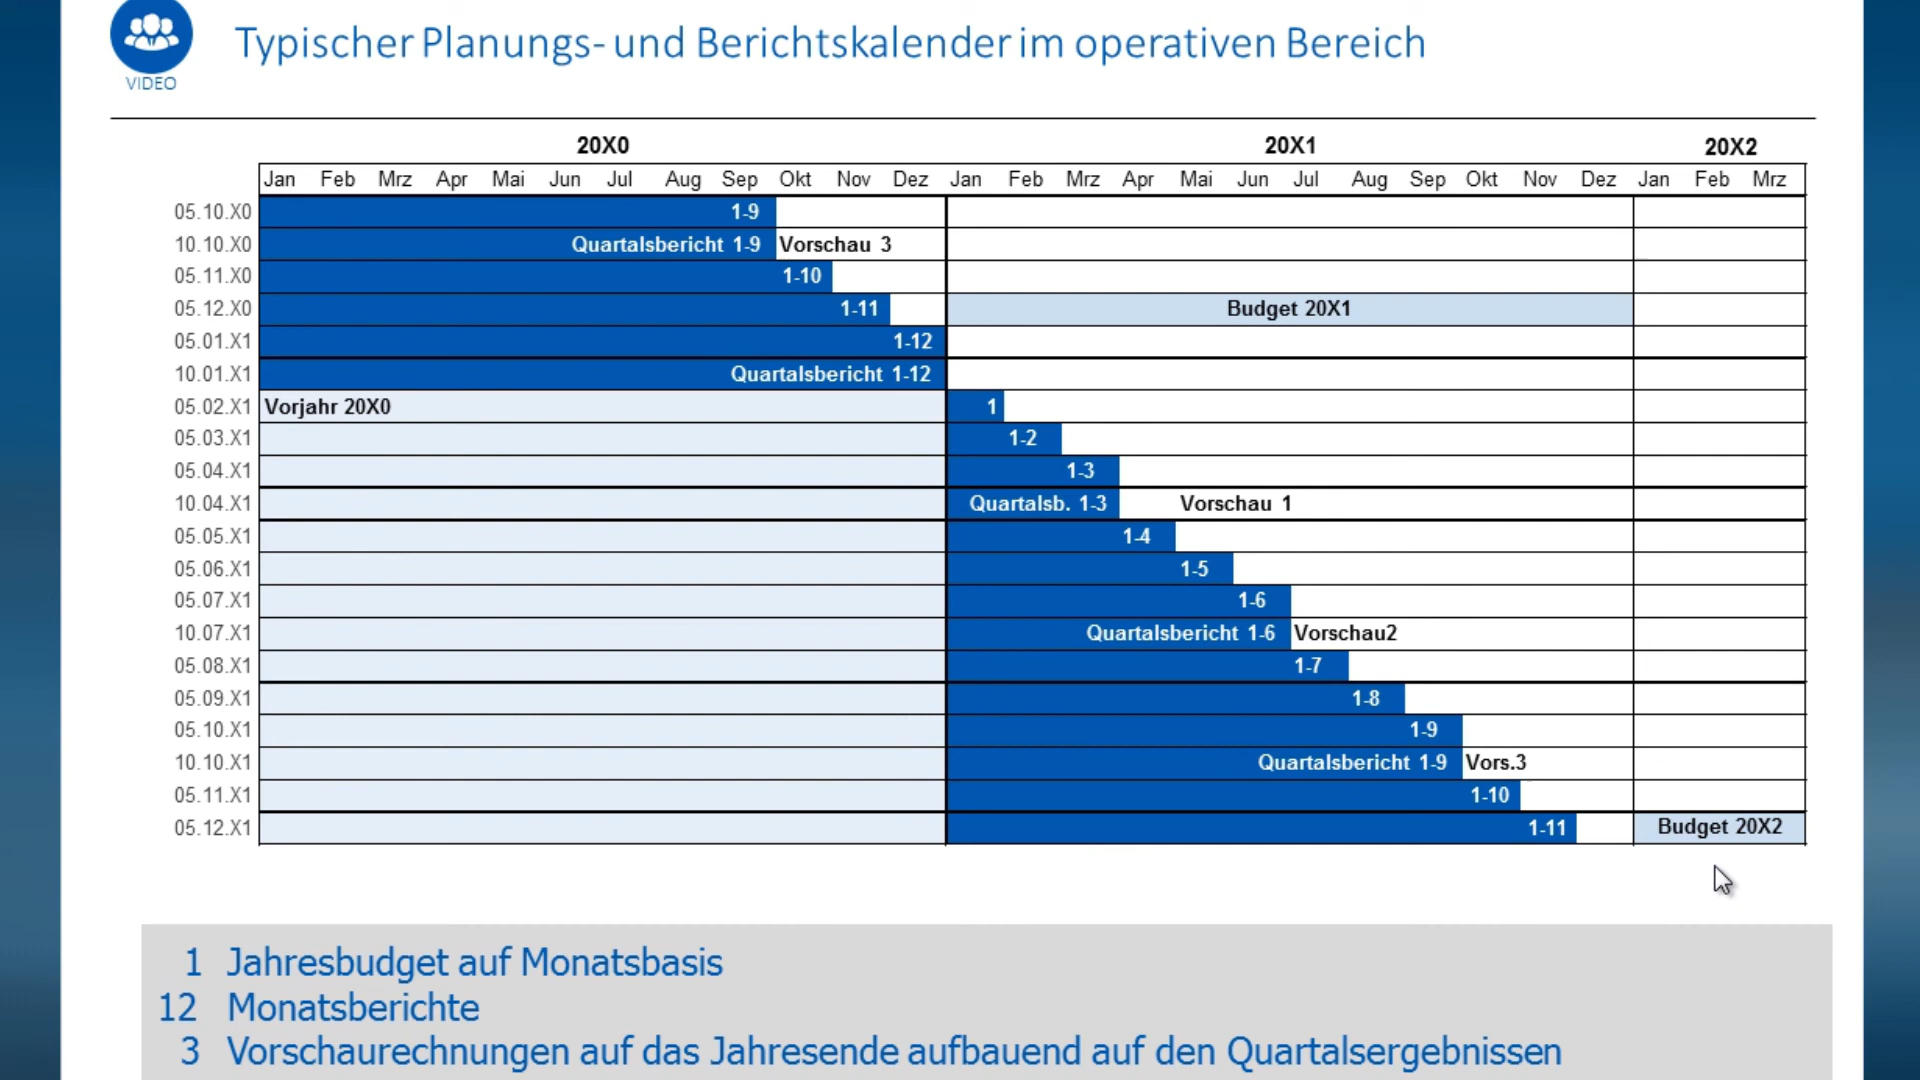 VIDEO
Typischer Planungs- und Berichtskalender im operativen Bereich
20X0 20X1 20X2
Jan Feb Mrz Apr Mai Jun Jul Aug Sep Okt Nov Dez Jan Feb Mrz Apr Mai Jun Jul Aug Sep Okt Nov Dez Jan Feb Mrz
05.10.X0 1-9
10.10.X0 Quartalsbericht 1-9 Vorschau 3
05.11.X0 1-10
05.12.X0 1-11 Budget 20X1
05.01.X1 1-12
10.01.X1 Quartalsbericht 1-12
05.02.X1 Vorjahr 20X0 1
05.03.X1 1-2
05.04.X1 1-3
10.04.X1 Quartalsb. 1-3 Vorschau 1
05.05.X1 1-4
05.06.X1 1-5
05.07.X1 1-6
10.07.X1 Quartalsbericht 1-6 Vorschau2
05.08.X1 1-7
05.09.X1 1-8
05.10.X1 1-9
10.10.X1 Quartalsbericht 1-9 Vors.3
05.11.X1 1-10
05.12.X1 1-11 Budget 20X2
1 Jahresbudget auf Monatsbasis
12 Monatsberichte
3 Vorschaurechnungen auf das Jahresende aufbauend auf den Quartalsergebnissen